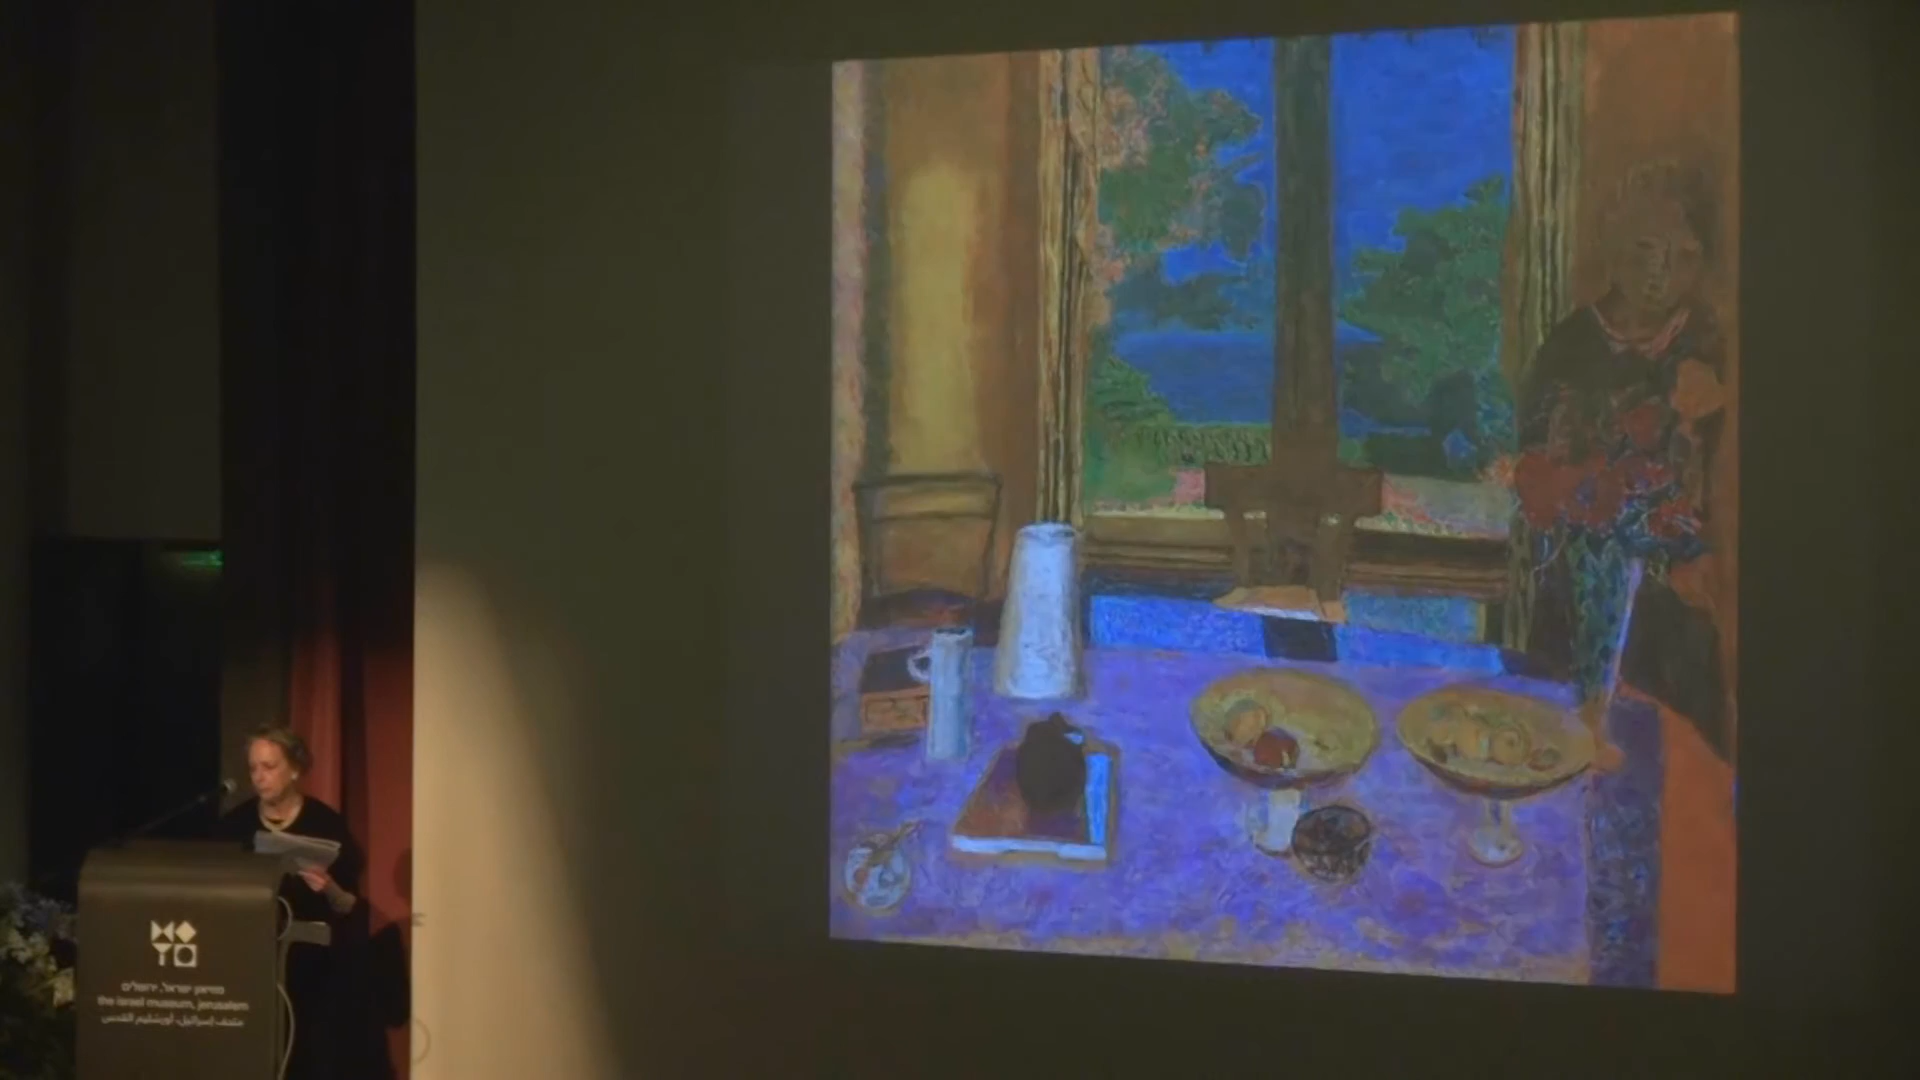 מוזיאון ישראל, ירושלים
the israel museum, jerusalem
متحف إسرائيل، أورشليم القدس